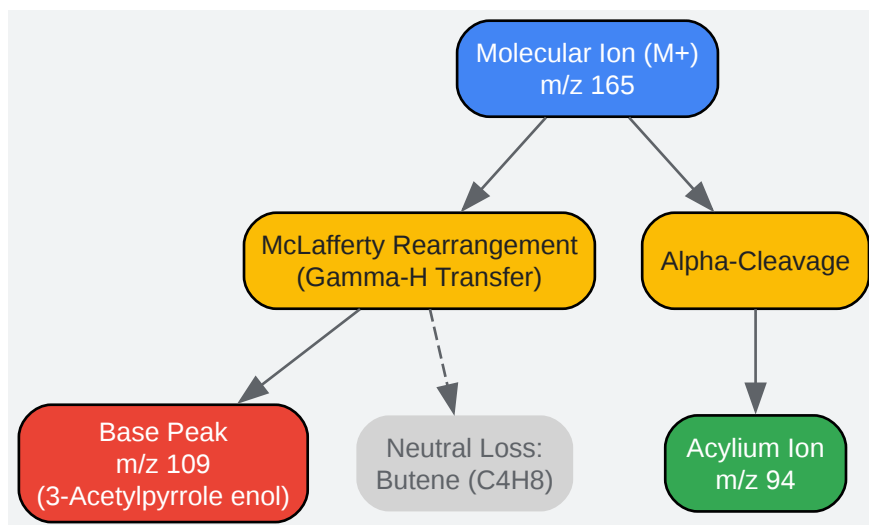 Molecular Ion (M+)
m/z 165
McLafferty Rearrangement
(Gamma-H Transfer)
Alpha-Cleavage
Base Peak
m/z 109
(3-Acetylpyrrole enol)
Neutral Loss:
Butene (C4H8)
Acylium Ion
m/z 94